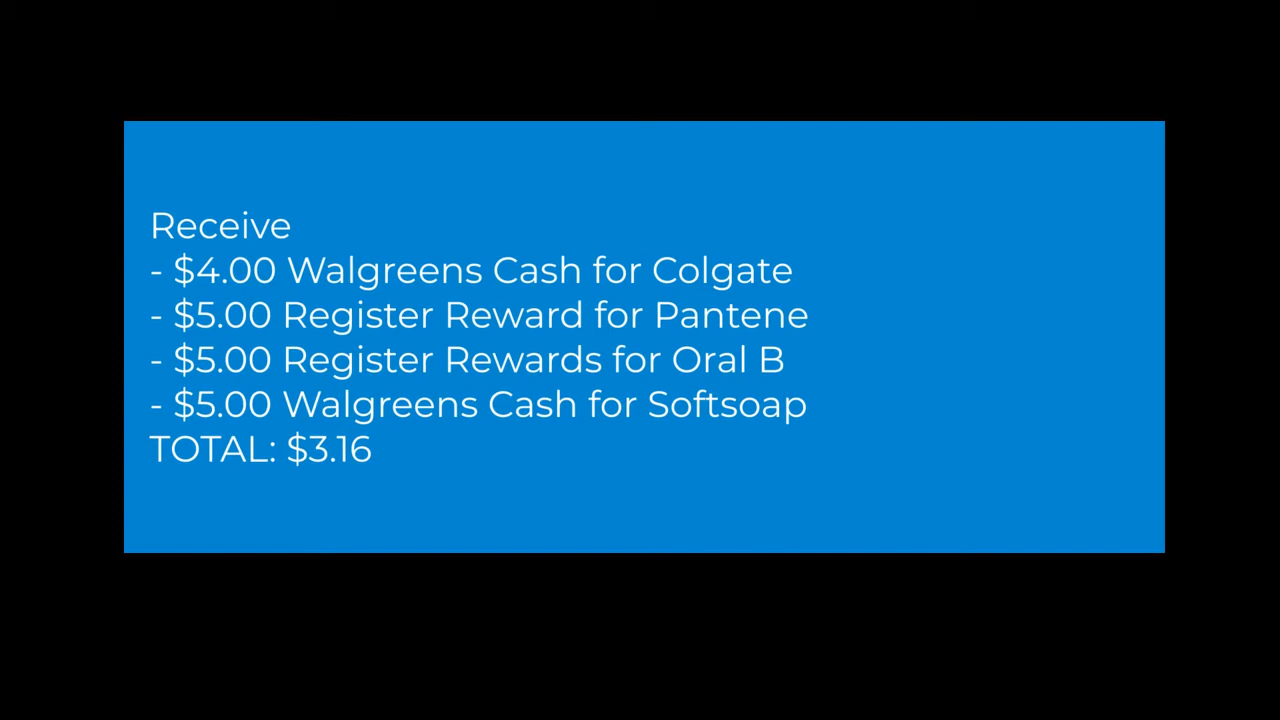 Receive
- $4.00 Walgreens Cash for Colgate
- $5.00 Register Reward for Pantene
- $5.00 Register Rewards for Oral B
- $5.00 Walgreens Cash for Softsoap
TOTAL: $3.16